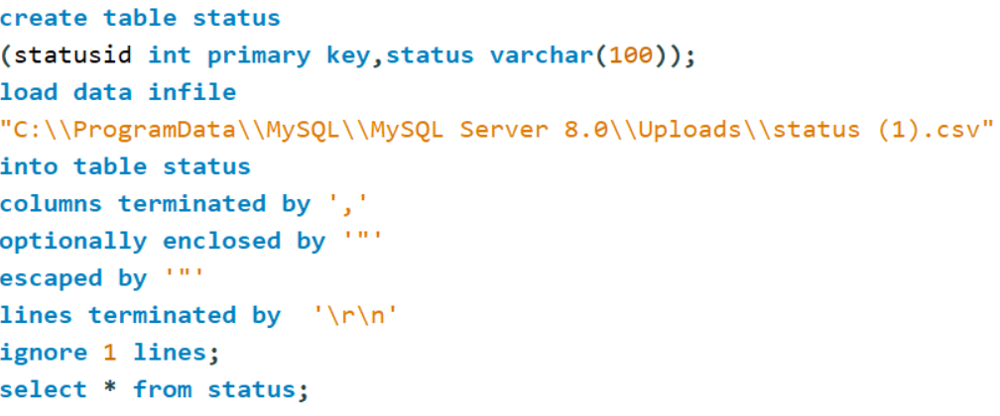 create table status
(statusid int primary key,status varchar(100));
load data infile
"C:\\ProgramData\\MySQL\\MySQL Server 8.0\\Uploads\\status (1).csv"
into table status
columns terminated by ','
optionally enclosed by '"'
escaped by '"'
lines terminated by  '\r\n'
ignore 1 lines;
select * from status;